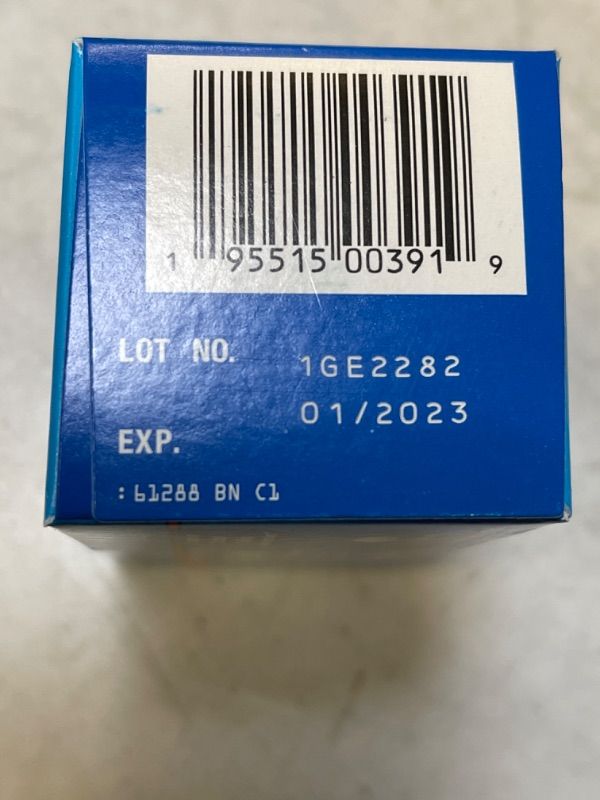 1 95515 00391 9
LOT NO. 1GE2282
01/2023
EXP.
: 61288 BN C1